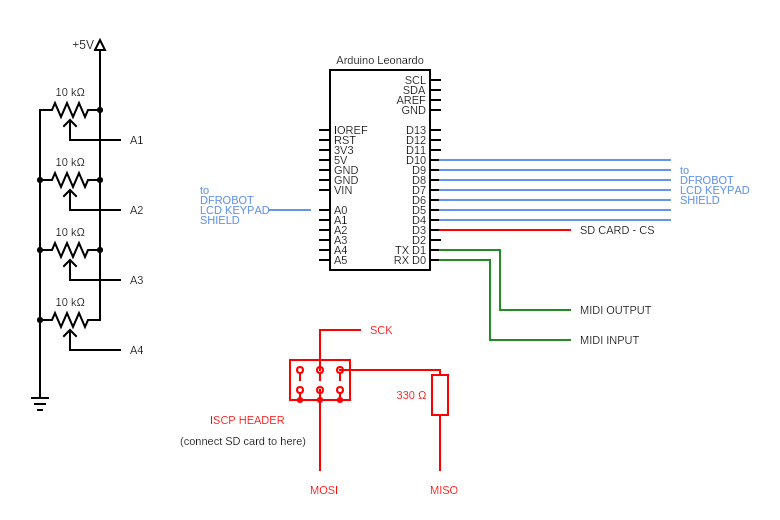 +5V
10 kΩ
A1
10 kΩ
A2
10 kΩ
A3
10 kΩ
A4
to
DFROBOT
LCD KEYPAD
SHIELD
Arduino Leonardo
SCL
SDA
AREF
GND
IOREF D13
RST D12
3V3 D11
5V D10
GND D9
GND D8
VIN D7
D6
A0 D5
A1 D4
A2 D3
A3 D2
A4 TX D1
A5 RX D0
to
DFROBOT
LCD KEYPAD
SHIELD
SD CARD - CS
MIDI OUTPUT
MIDI INPUT
SCK
330 Ω
ISCP HEADER
(connect SD card to here)
MOSI
MISO